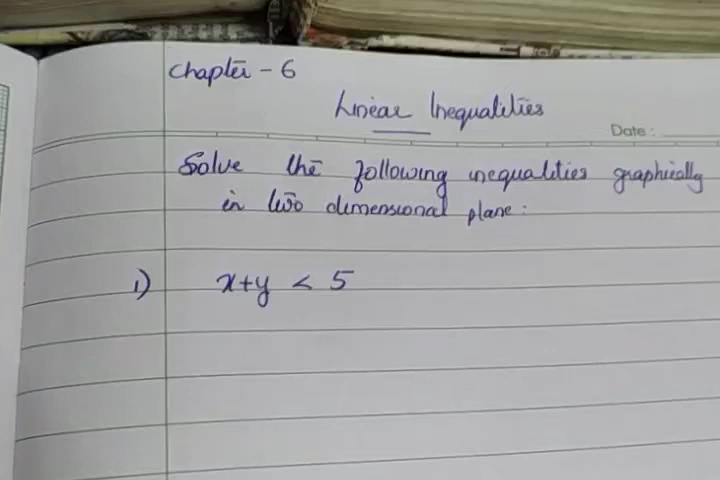 Chapter - 6
Linear Inequalities
Date :
Solve the following inequalities graphically
in two dimensional plane :
1) x+y < 5